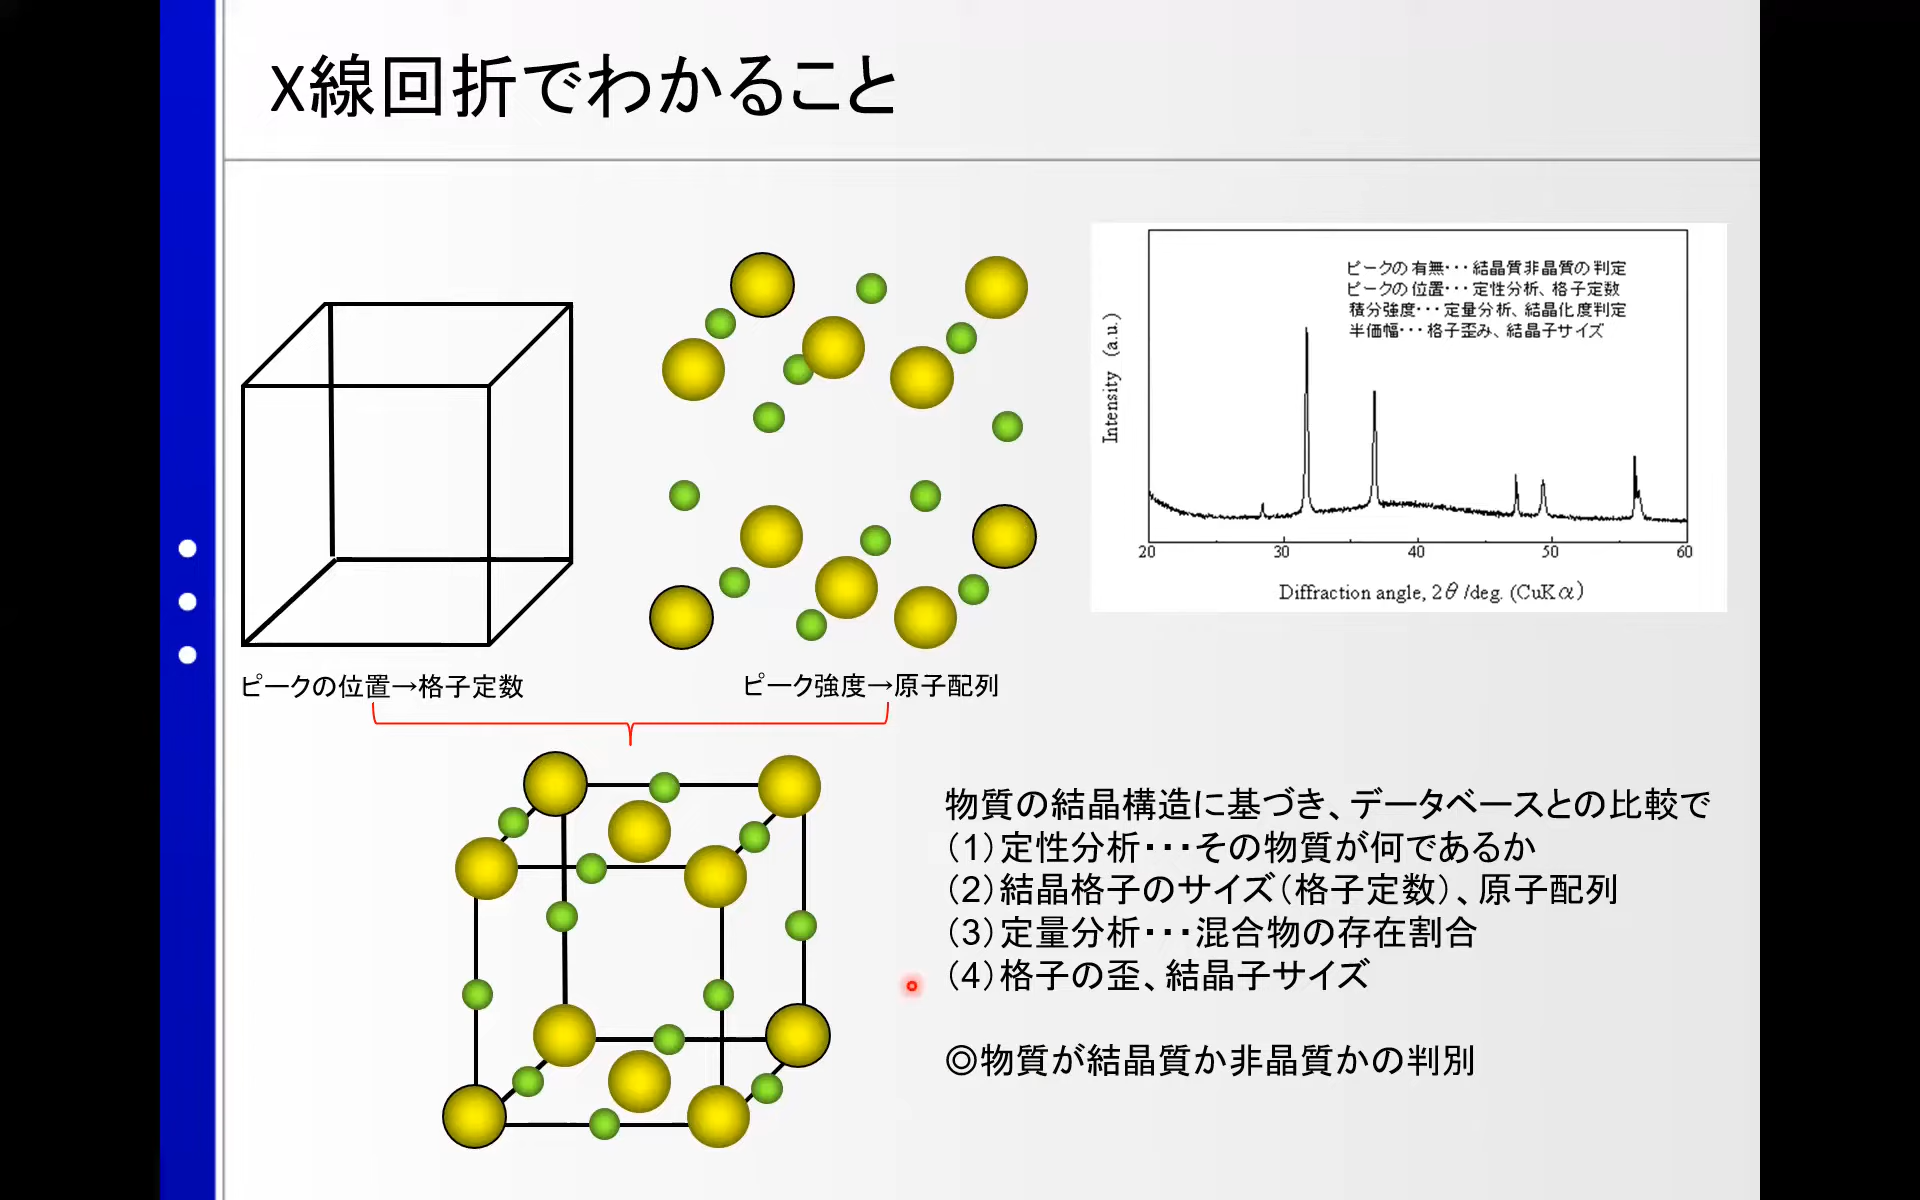 X線回折でわかること
ピークの有無･･･結晶質非晶質の判定
ピークの位置･･･定性分析、格子定数
積分強度･･･定量分析、結晶化度判定
半価幅･･･格子歪み、結晶子サイズ
Intensity (a.u.)
20 30 40 50 60
Diffraction angle, 2θ/deg. (CuKα)
ピークの位置→格子定数
ピーク強度→原子配列
物質の結晶構造に基づき、データベースとの比較で
（1）定性分析･･･その物質が何であるか
（2）結晶格子のサイズ（格子定数）、原子配列
（3）定量分析･･･混合物の存在割合
（4）格子の歪、結晶子サイズ
◎物質が結晶質か非晶質かの判別